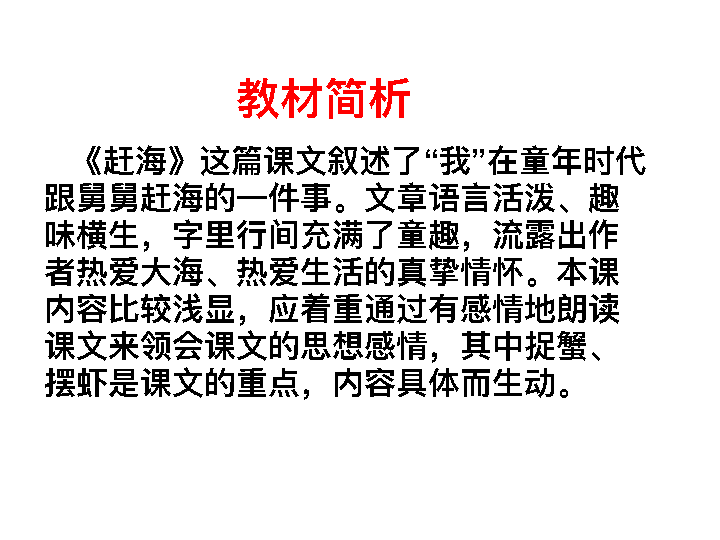 教材简析
《赶海》这篇课文叙述了“我”在童年时代
跟舅舅赶海的一件事。文章语言活泼、趣
味横生，字里行间充满了童趣，流露出作
者热爱大海、热爱生活的真挚情怀。本课
内容比较浅显，应着重通过有感情地朗读
课文来领会课文的思想感情，其中捉蟹、
摆虾是课文的重点，内容具体而生动。